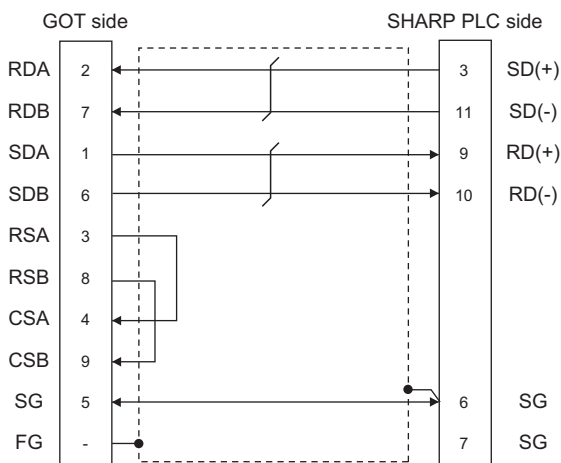 GOT side SHARP PLC side
RDA 2 3 SD(+)
RDB 7 11 SD(-)
SDA 1 9 RD(+)
SDB 6 10 RD(-)
RSA 3
RSB 8
CSA 4
CSB 9
SG 5 6 SG
FG - 7 SG